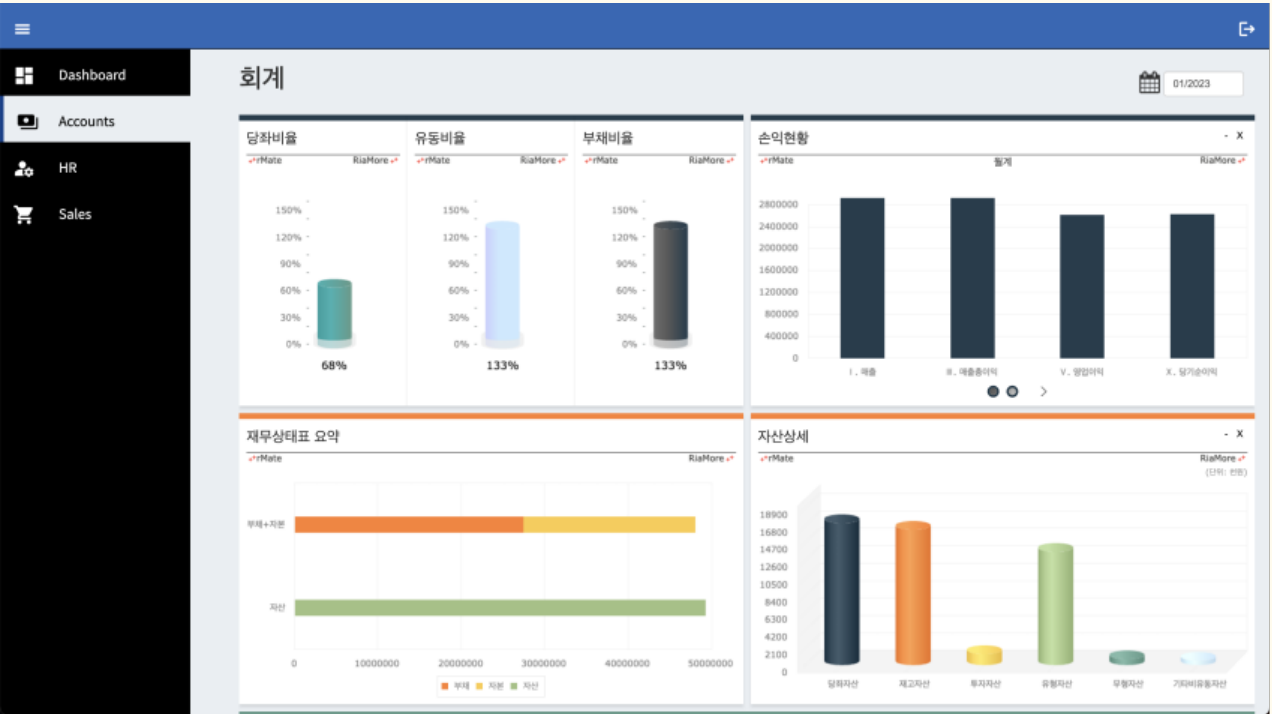 Dashboard
Accounts
HR
Sales
회계
01/2023
당좌비율
rMate RiaMore
150%
120%
90%
60%
30%
0%
68%
유동비율
rMate RiaMore
150%
120%
90%
60%
30%
0%
133%
부채비율
rMate RiaMore
150%
120%
90%
60%
30%
0%
133%
손익현황 - X
rMate 월계 RiaMore
2800000
2400000
2000000
1600000
1200000
800000
400000
0
I. 매출 III. 매출총이익 V. 영업이익 X. 당기순이익
재무상태표 요약
rMate RiaMore
부채+자본
자산
0 10000000 20000000 30000000 40000000 50000000
부채 자본 자산
자산상세 - X
rMate RiaMore
(단위: 천원)
18900
16800
14700
12600
10500
8400
6300
4200
2100
0
당좌자산 재고자산 투자자산 유형자산 무형자산 기타비유동자산